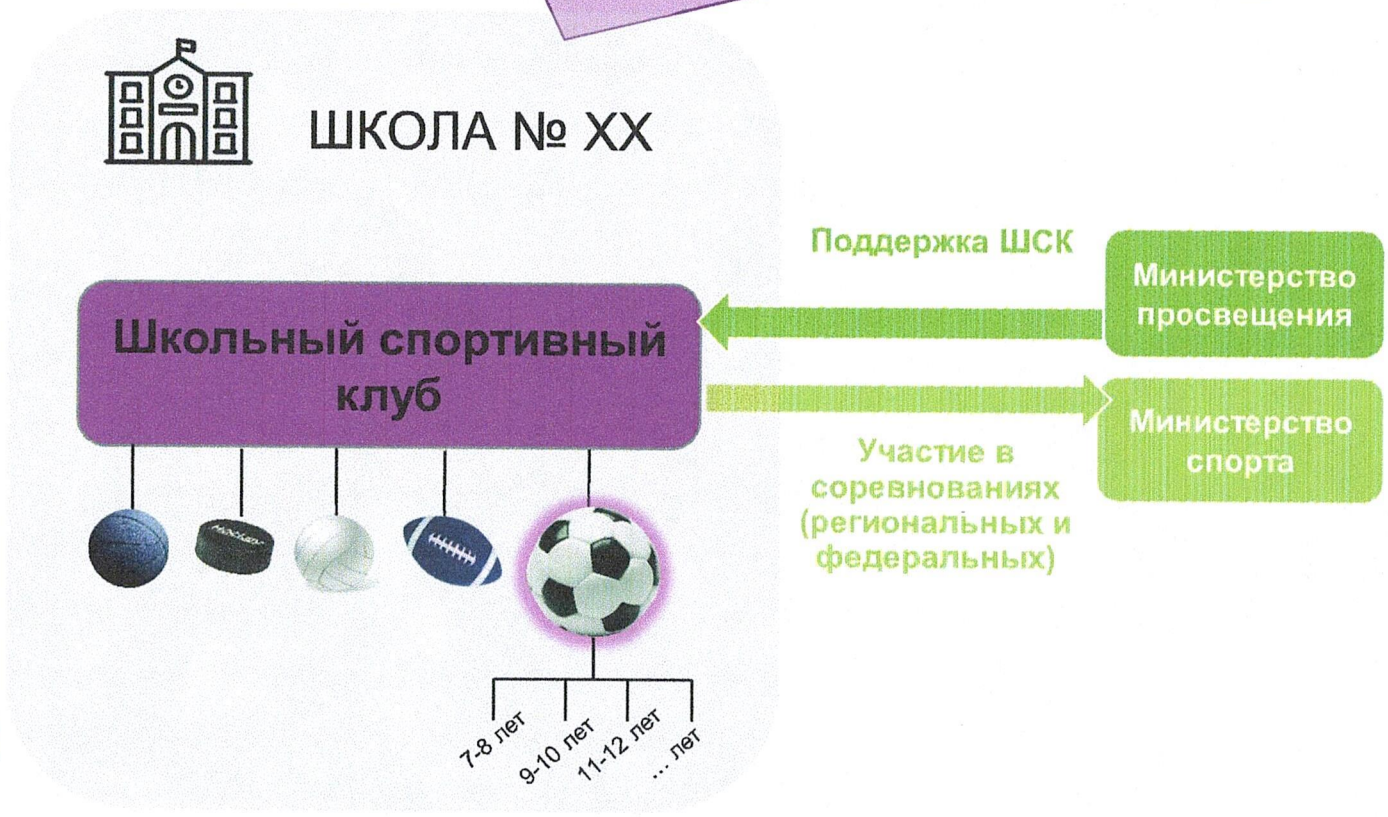 ШКОЛА № XX
Поддержка ШСК
Министерство
просвещения
Школьный спортивный
клуб
Министерство
спорта
Участие в
соревнованиях
(региональных и
федеральных)
HOCKEY
7-8 лет
9-10 лет
11-12 лет
... лет